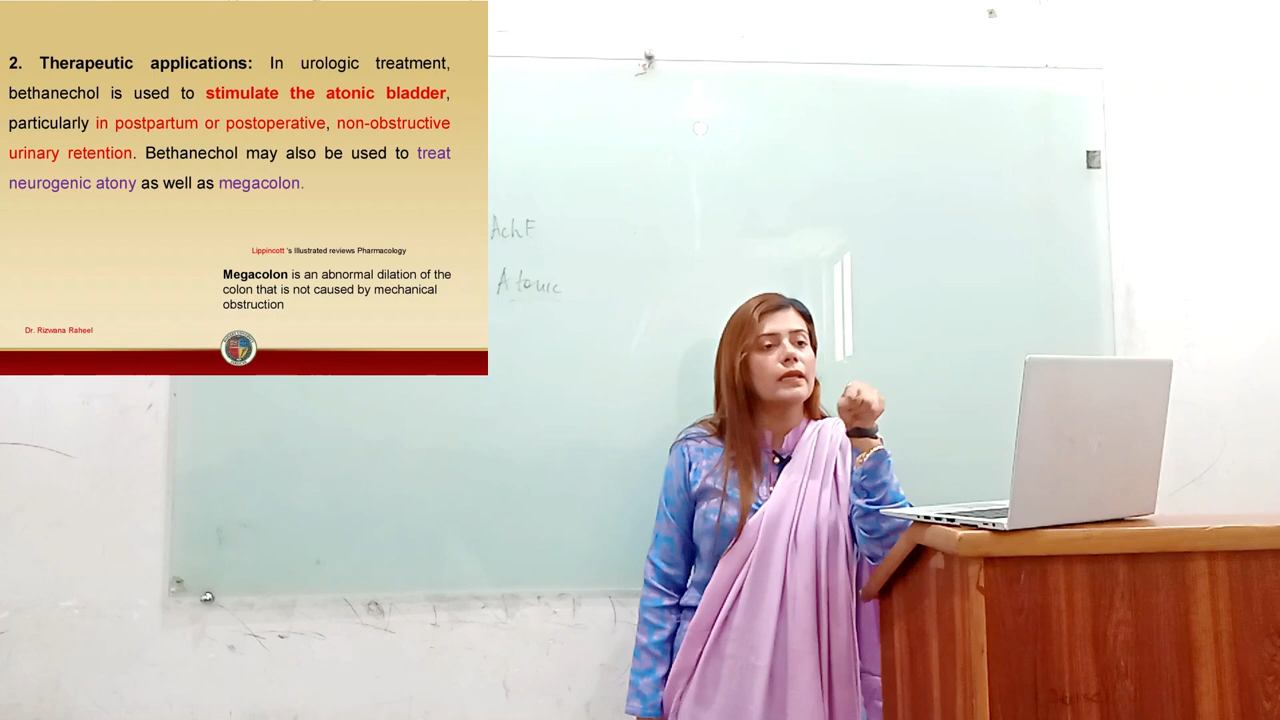 2. Therapeutic applications: In urologic treatment,
bethanechol is used to stimulate the atonic bladder,
particularly in postpartum or postoperative, non-obstructive
urinary retention. Bethanechol may also be used to treat
neurogenic atony as well as megacolon.
Lippincott 's Illustrated reviews Pharmacology
Megacolon is an abnormal dilation of the
colon that is not caused by mechanical
obstruction
Dr. Rizwana Raheel
AchE
Atonic